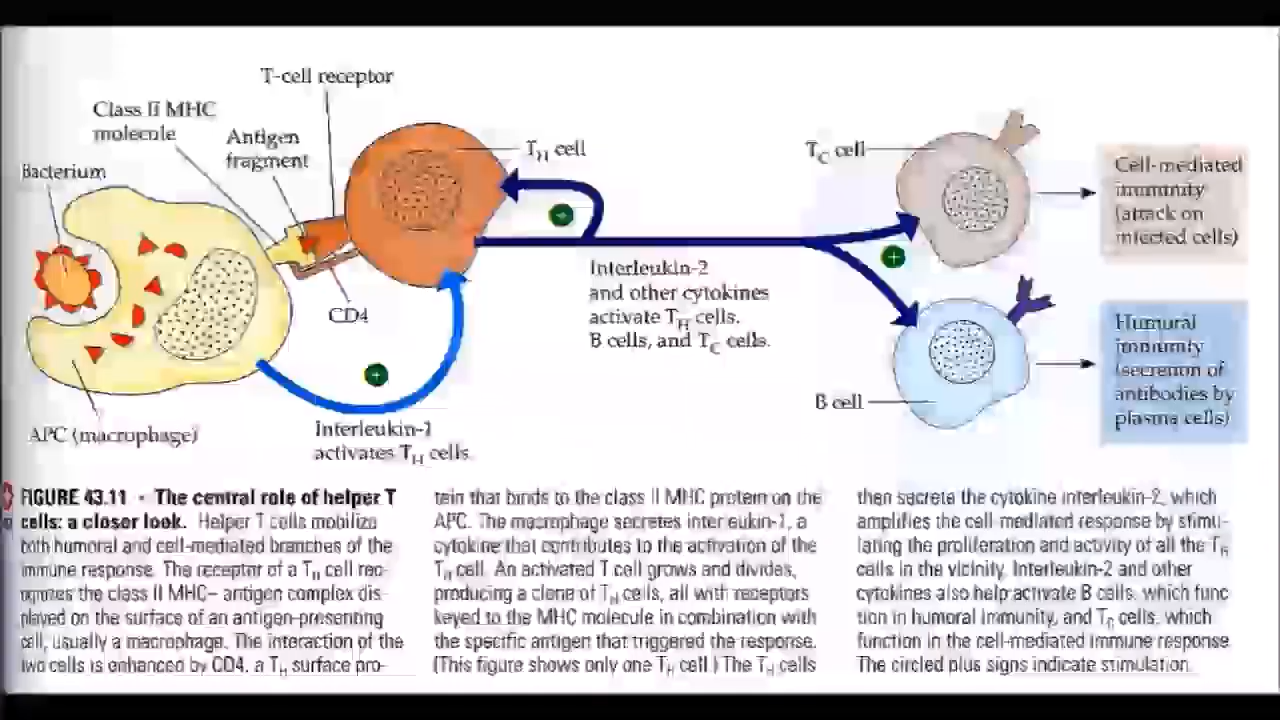 T-cell receptor
Class II MHC
molecule
Antigen
fragment
Bacterium
TH cell
TC cell
Cell-mediated
immunity
(attack on
infected cells)
CD4
Interleukin-2
and other cytokines
activate TH cells.
B cells, and TC cells.
Humural
immunity
(secretion of
antibodies by
plasma cells)
B cell
APC (macrophage)
Interleukin-1
activates TH cells.
FIGURE 43.11 • The central role of helper T
cells: a closer look. Helper T cells mobilize
both humoral and cell-mediated branches of the
immune response. The receptor of a TH cell rec-
ognizes the class II MHC– antigen complex dis-
played on the surface of an antigen-presenting
cell, usually a macrophage. The interaction of the
two cells is enhanced by CD4, a TH surface pro-
tein that binds to the class II MHC protein on the
APC. The macrophage secretes interleukin-1, a
cytokine that contributes to the activation of the
TH cell. An activated T cell grows and divides,
producing a clone of TH cells, all with receptors
keyed to the MHC molecule in combination with
the specific antigen that triggered the response.
(This figure shows only one TH cell.) The TH cells
then secrete the cytokine interleukin-2, which
amplifies the cell-mediated response by stimu-
lating the proliferation and activity of all the TH
cells in the vicinity. Interleukin-2 and other
cytokines also help activate B cells, which func
tion in humoral immunity, and TC cells, which
function in the cell-mediated immune response.
The circled plus signs indicate stimulation.